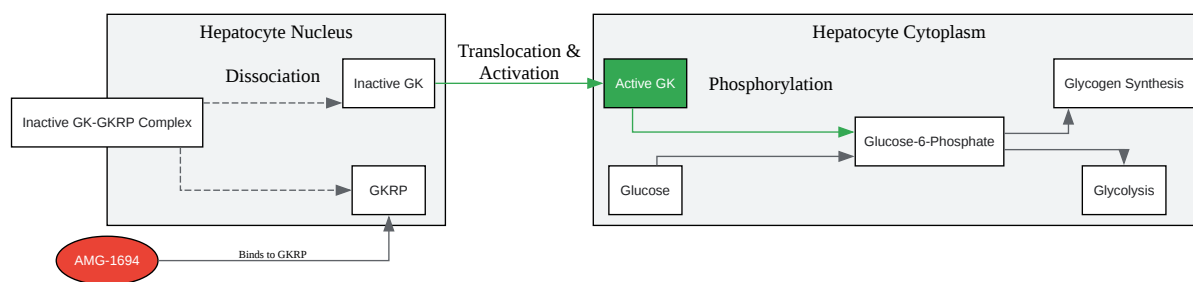 Hepatocyte Nucleus
Dissociation
Inactive GK
Inactive GK-GKRP Complex
GKRP
AMG-1694
Binds to GKRP
Translocation &
Activation
Hepatocyte Cytoplasm
Active GK
Phosphorylation
Glycogen Synthesis
Glucose-6-Phosphate
Glucose
Glycolysis